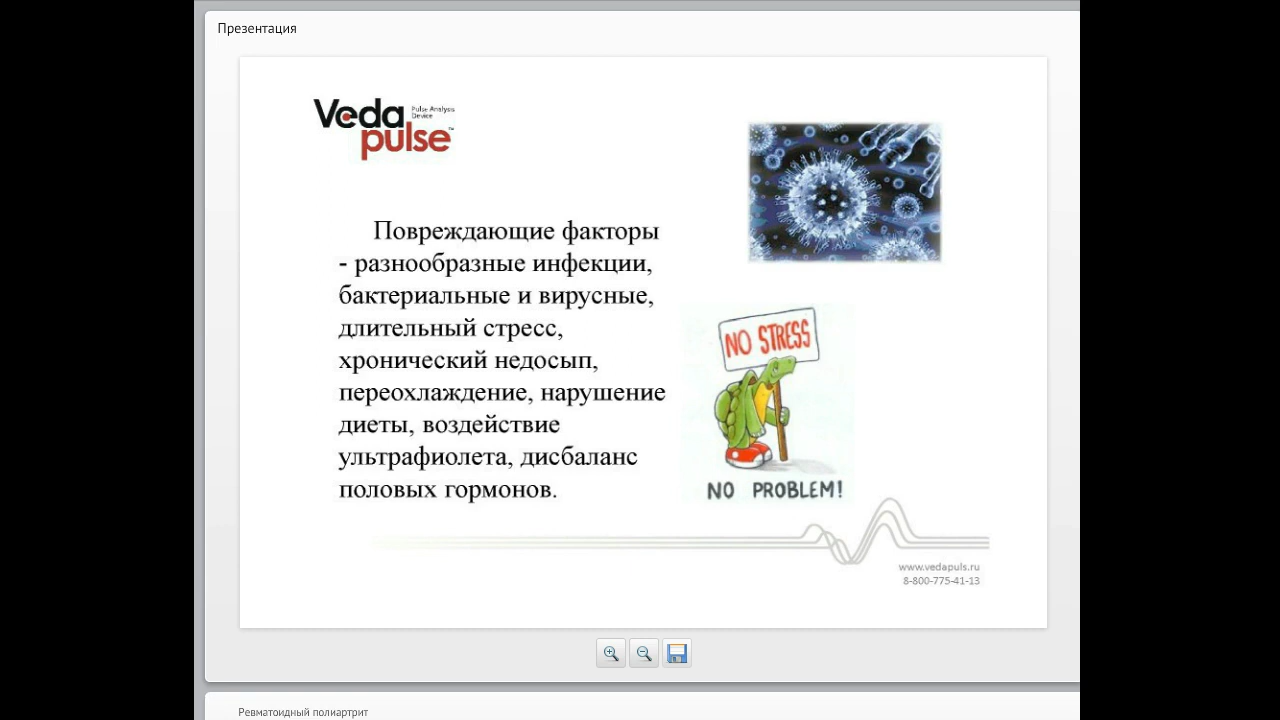 Презентация
Veda
pulse™
Pulse Analysis
Device
Повреждающие факторы
- разнообразные инфекции,
бактериальные и вирусные,
длительный стресс,
хронический недосып,
переохлаждение, нарушение
диеты, воздействие
ультрафиолета, дисбаланс
половых гормонов.
NO STRESS
NO PROBLEM!
www.vedapuls.ru
8-800-775-41-13
Ревматоидный полиартрит